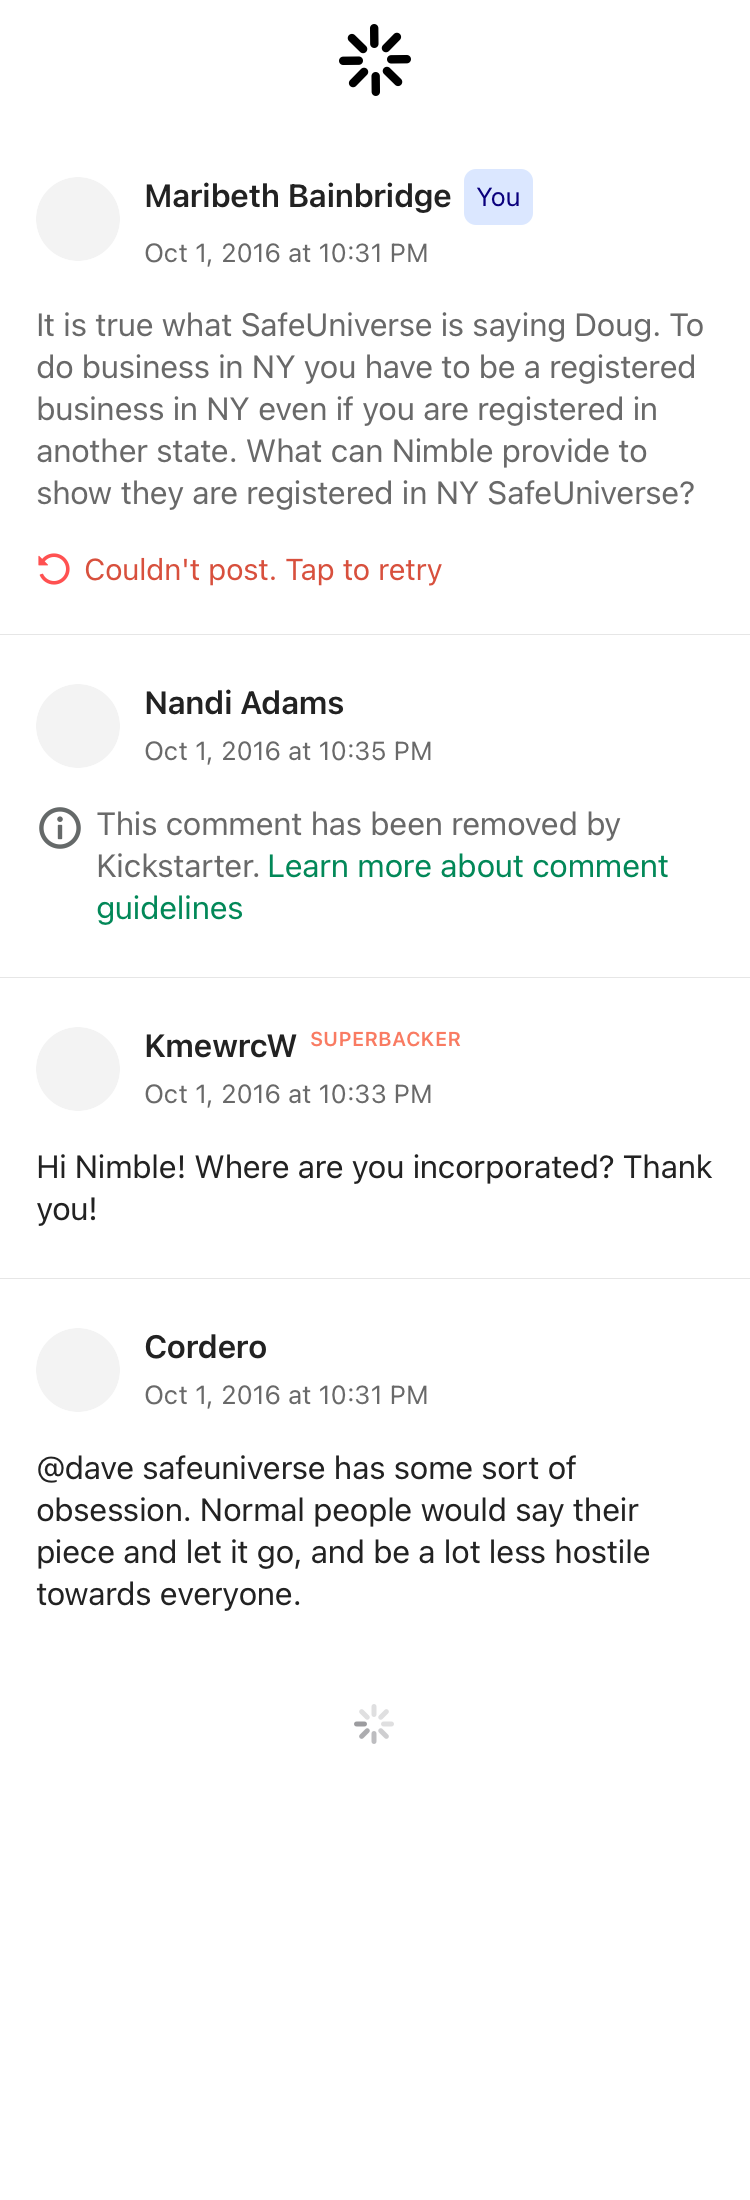 Maribeth Bainbridge You
Oct 1, 2016 at 10:31 PM
It is true what SafeUniverse is saying Doug. To
do business in NY you have to be a registered
business in NY even if you are registered in
another state. What can Nimble provide to
show they are registered in NY SafeUniverse?
Couldn't post. Tap to retry
Nandi Adams
Oct 1, 2016 at 10:35 PM
This comment has been removed by
Kickstarter. Learn more about comment
guidelines
KmewrcW SUPERBACKER
Oct 1, 2016 at 10:33 PM
Hi Nimble! Where are you incorporated? Thank
you!
Cordero
Oct 1, 2016 at 10:31 PM
@dave safeuniverse has some sort of
obsession. Normal people would say their
piece and let it go, and be a lot less hostile
towards everyone.